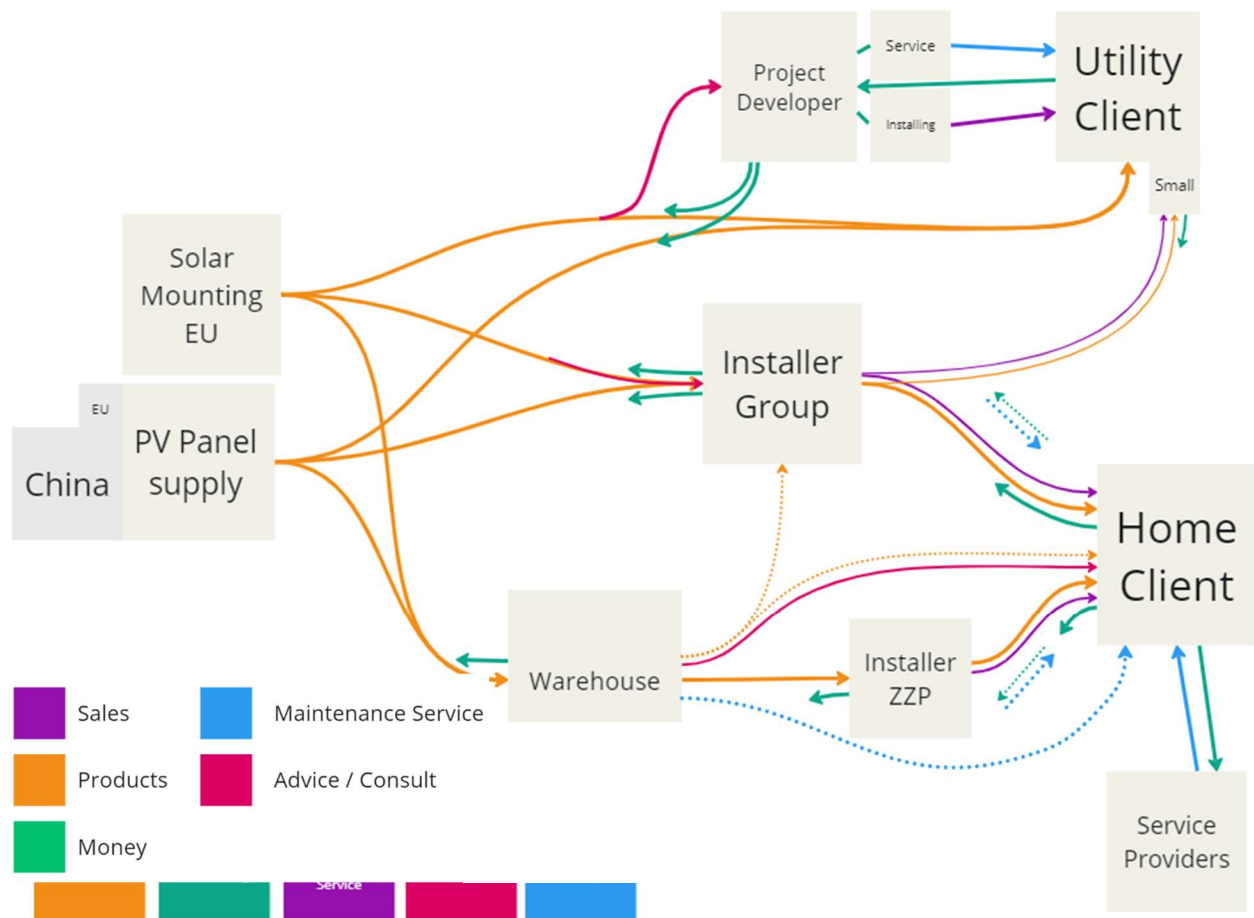 Project
Developer
Service
Installing
Utility
Client
Small
Solar
Mounting
EU
EU
China
PV Panel
supply
Installer
Group
Home
Client
Warehouse
Installer
ZZP
Service
Providers
Sales
Maintenance Service
Products
Advice / Consult
Money
Service